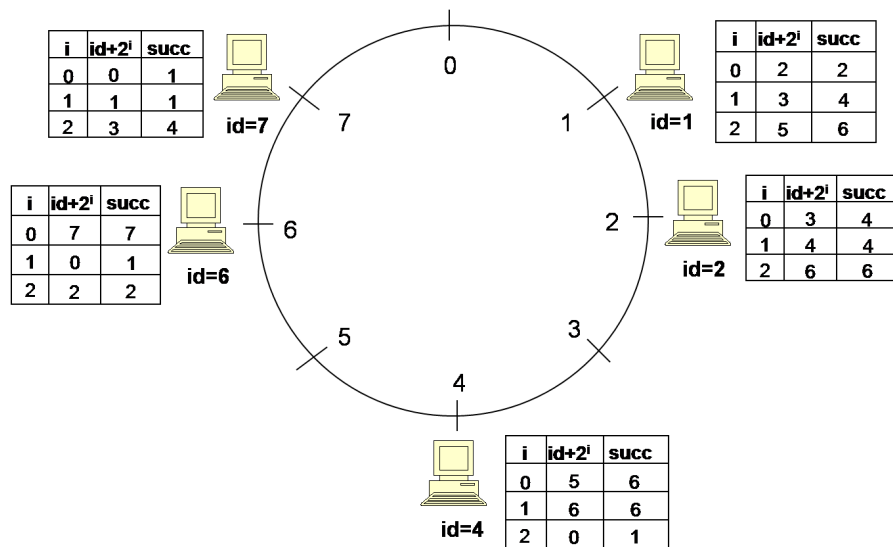 i id+2ⁱ succ
0 0 1
1 1 1
2 3 4
id=7
0
i id+2ⁱ succ
0 2 2
1 3 4
2 5 6
id=1
7
1
i id+2ⁱ succ
0 7 7
1 0 1
2 2 2
id=6
6
2
i id+2ⁱ succ
0 3 4
1 4 4
2 6 6
id=2
5
3
4
i id+2ⁱ succ
0 5 6
1 6 6
2 0 1
id=4